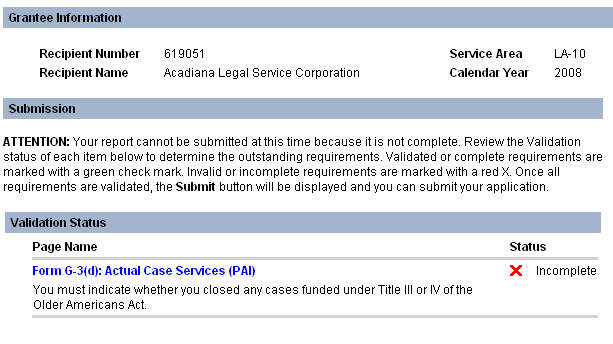 Grantee Information
Recipient Number 619051 Service Area LA-10
Recipient Name Acadiana Legal Service Corporation Calendar Year 2008
Submission
ATTENTION: Your report cannot be submitted at this time because it is not complete. Review the Validation
status of each item below to determine the outstanding requirements. Validated or complete requirements are
marked with a green check mark. Invalid or incomplete requirements are marked with a red X. Once all
requirements are validated, the Submit button will be displayed and you can submit your application.
Validation Status
Page Name Status
Form G-3(d): Actual Case Services (PAI) Incomplete
You must indicate whether you closed any cases funded under Title III or IV of the
Older Americans Act.